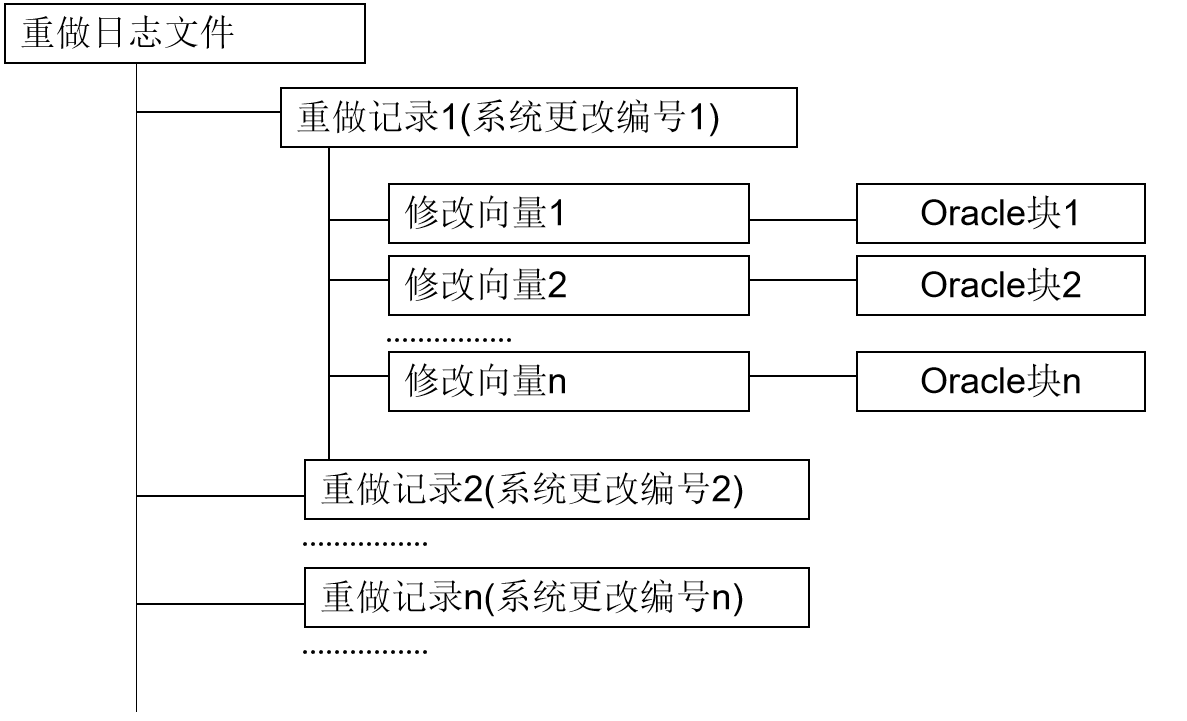 重做日志文件
重做记录1(系统更改编号1)
修改向量1 Oracle块1
修改向量2 Oracle块2
................
修改向量n Oracle块n
重做记录2(系统更改编号2)
................
重做记录n(系统更改编号n)
................